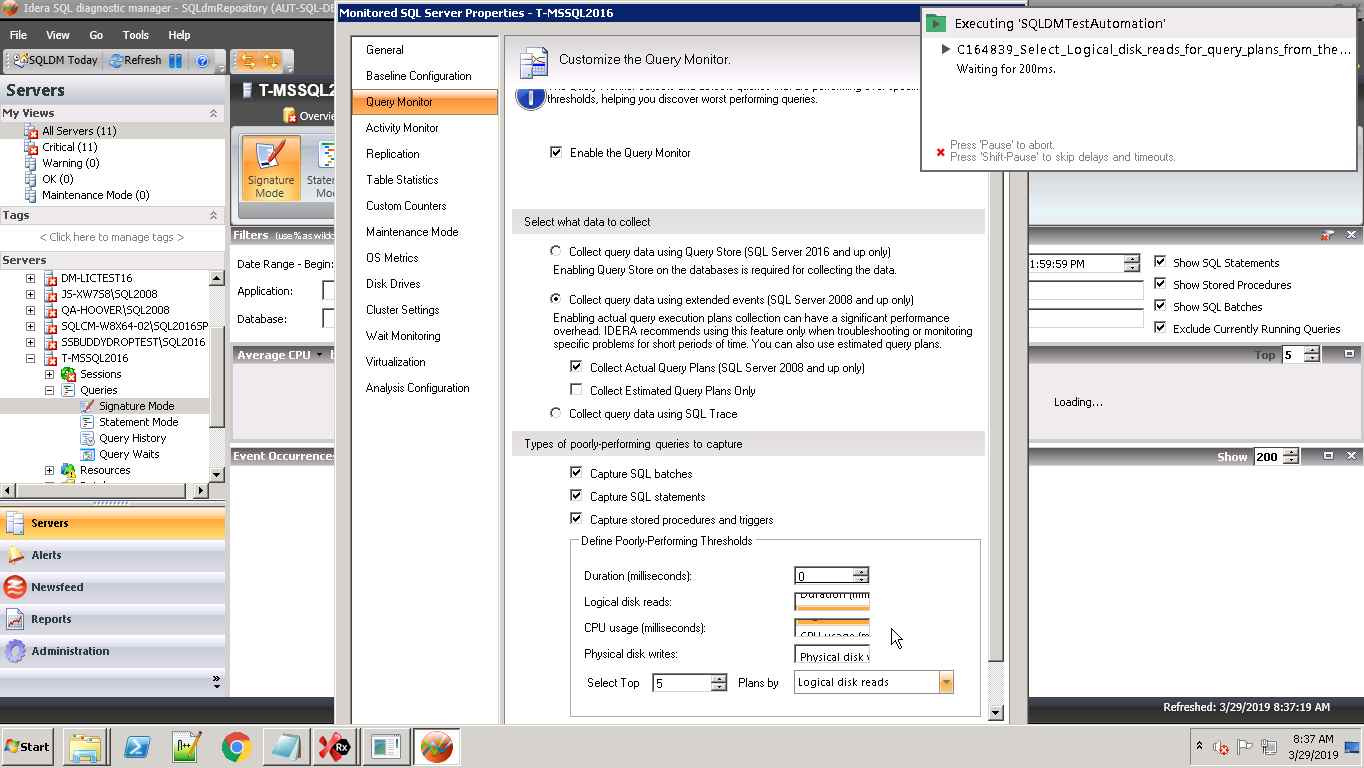 Idera SQL diagnostic manager - SQLdmRepository (AUT-SQL-DE
File View Go Tools Help
SQLDM Today Refresh
Servers
My Views
All Servers (11)
Critical (11)
Warning (0)
OK (0)
Maintenance Mode (0)
Tags
< Click here to manage tags >
Servers
DM-LICTEST16
JS-XW7S8\SQL2008
QA-HOOVER\SQL2008
SQLCM-W8X64-02\SQL2016SP
SSBUDDYDROPTEST\SQL2016
T-MSSQL2016
Sessions
Queries
Signature Mode
Statement Mode
Query History
Query Waits
Resources
Servers
Alerts
Newsfeed
Reports
Administration
T-MSSQL2
Overvie
Signature Mode
Statem
Mo
Filters (use % as wildc
Date Range - Begin:
Application:
Database:
Average CPU
Event Occurrence
Monitored SQL Server Properties - T-MSSQL2016
General
Baseline Configuration
Query Monitor
Activity Monitor
Replication
Table Statistics
Custom Counters
Maintenance Mode
OS Metrics
Disk Drives
Cluster Settings
Wait Monitoring
Virtualization
Analysis Configuration
Customize the Query Monitor.
thresholds, helping you discover worst performing queries.
Enable the Query Monitor
Select what data to collect
Collect query data using Query Store (SQL Server 2016 and up only)
Enabling Query Store on the databases is required for collecting the data.
Collect query data using extended events (SQL Server 2008 and up only)
Enabling actual query execution plans collection can have a significant performance
overhead. IDERA recommends using this feature only when troubleshooting or monitoring
specific problems for short periods of time. You can also use estimated query plans.
Collect Actual Query Plans (SQL Server 2008 and up only)
Collect Estimated Query Plans Only
Collect query data using SQL Trace
Types of poorly-performing queries to capture
Capture SQL batches
Capture SQL statements
Capture stored procedures and triggers
Define Poorly-Performing Thresholds
Duration (milliseconds): 0
Logical disk reads: Duration (mil
CPU usage (milliseconds): CPU usage (m
Physical disk writes: Physical disk w
Select Top 5 Plans by Logical disk reads
Executing 'SQLDMTestAutomation'
C164839_Select_Logical_disk_reads_for_query_plans_from_the...
Waiting for 200ms.
Press 'Pause' to abort.
Press 'Shift-Pause' to skip delays and timeouts.
1:59:59 PM
Show SQL Statements
Show Stored Procedures
Show SQL Batches
Exclude Currently Running Queries
Top 5
Loading...
Show 200
Refreshed: 3/29/2019 8:37:19 AM
Start
8:37 AM
3/29/2019